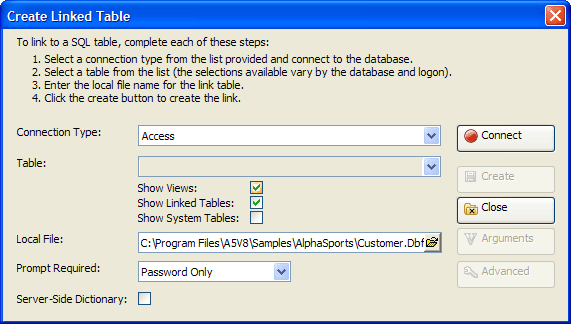 Create Linked Table
To link to a SQL table, complete each of these steps:
1. Select a connection type from the list provided and connect to the database.
2. Select a table from the list (the selections available vary by the database and logon).
3. Enter the local file name for the link table.
4. Click the create button to create the link.
Connection Type: Access Connect
Table:
Create
Show Views:
Show Linked Tables: Close
Show System Tables:
Local File: C:\Program Files\A5V8\Samples\AlphaSports\Customer.Dbf Arguments
Prompt Required: Password Only Advanced
Server-Side Dictionary: